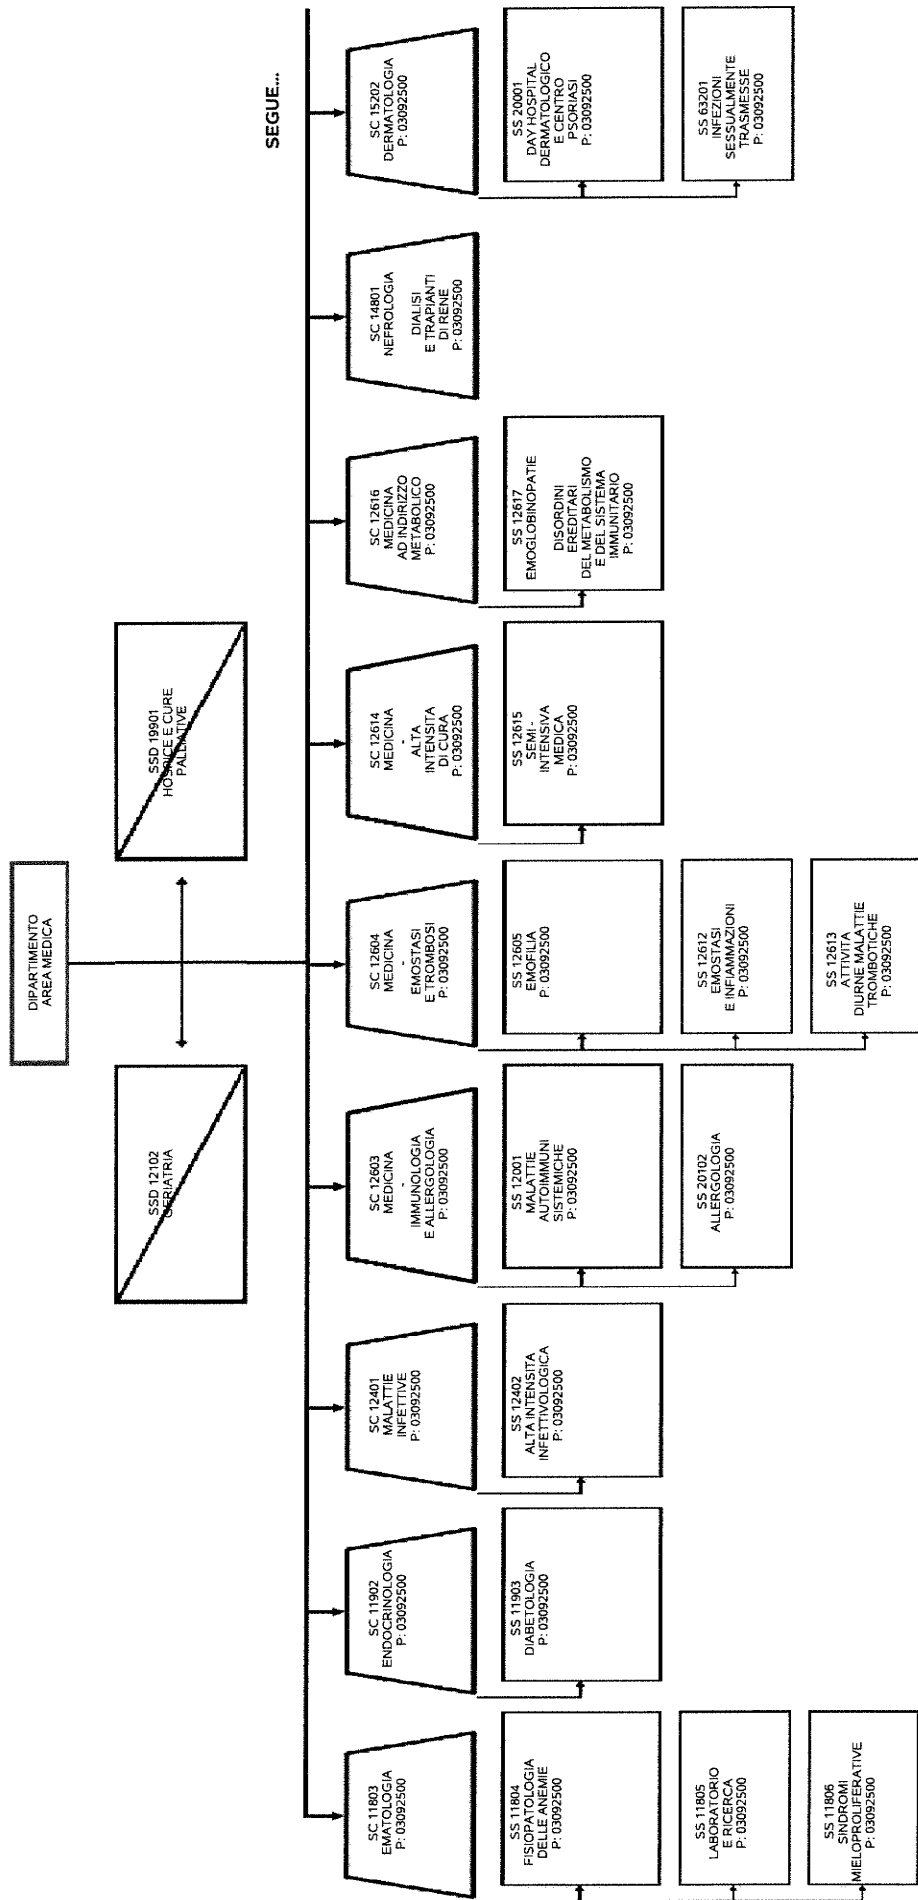 DIPARTIMENTO
AREA MEDICA
SSD 12102
GERIATRIA
SSD 19901
HOSPICE E CURE
PALLIATIVE
SEGUE...
SC 11803
EMATOLOGIA
P: 03092500
SS 11804
FISIOPATOLOGIA
DELLE ANEMIE
P: 03092500
SS 11805
LABORATORIO
E RICERCA
P: 03092500
SS 11806
SINDROMI
MIELOPROLIFERATIVE
P: 03092500
SC 11902
ENDOCRINOLOGIA
P: 03092500
SS 11903
DIABETOLOGIA
P: 03092500
SC 12401
MALATTIE
INFETTIVE
P: 03092500
SS 12402
ALTA INTENSITA
INFETTIVOLOGICA
P: 03092500
SC 12603
MEDICINA
-
IMMUNOLOGIA
E ALLERGOLOGIA
P: 03092500
SS 12001
MALATTIE
AUTOIMMUNI
SISTEMICHE
P: 03092500
SS 20102
ALLERGOLOGIA
P: 03092500
SC 12604
MEDICINA
-
EMOSTASI
E TROMBOSI
P: 03092500
SS 12605
EMOFILIA
P: 03092500
SS 12612
EMOSTASI
E INFIAMMAZIONI
P: 03092500
SS 12613
ATTIVITA
DIURNE MALATTIE
TROMBOTICHE
P: 03092500
SC 12614
MEDICINA
-
ALTA
INTENSITA
DI CURA
P: 03092500
SS 12615
SEMI -
INTENSIVA
MEDICA
P: 03092500
SC 12616
MEDICINA
AD INDIRIZZO
METABOLICO
P: 03092500
SS 12617
EMOGLOBINOPATIE
DISORDINI
EREDITARI
DEL METABOLISMO
E DEL SISTEMA
IMMUNITARIO
P: 03092500
SC 14801
NEFROLOGIA
DIALISI
E TRAPIANTI
DI RENE
P: 03092500
SC 15202
DERMATOLOGIA
P: 03092500
SS 20001
DAY HOSPITAL
DERMATOLOGICO
E CENTRO
PSORIASI
P: 03092500
SS 63201
INFEZIONI
SESSUALMENTE
TRASMESSE
P: 03092500